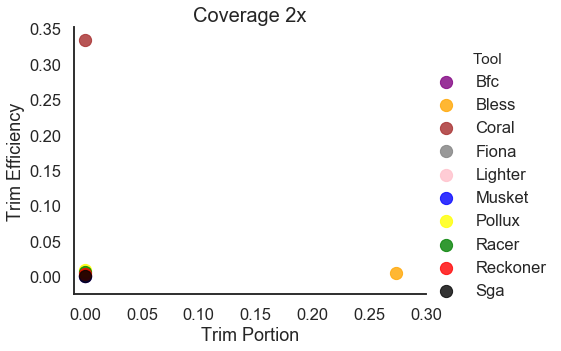 Coverage 2x
0.35
0.30
0.25
0.20
0.15
0.10
0.05
0.00
Trim Efficiency
0.00 0.05 0.10 0.15 0.20 0.25 0.30
Trim Portion
Tool
Bfc
Bless
Coral
Fiona
Lighter
Musket
Pollux
Racer
Reckoner
Sga